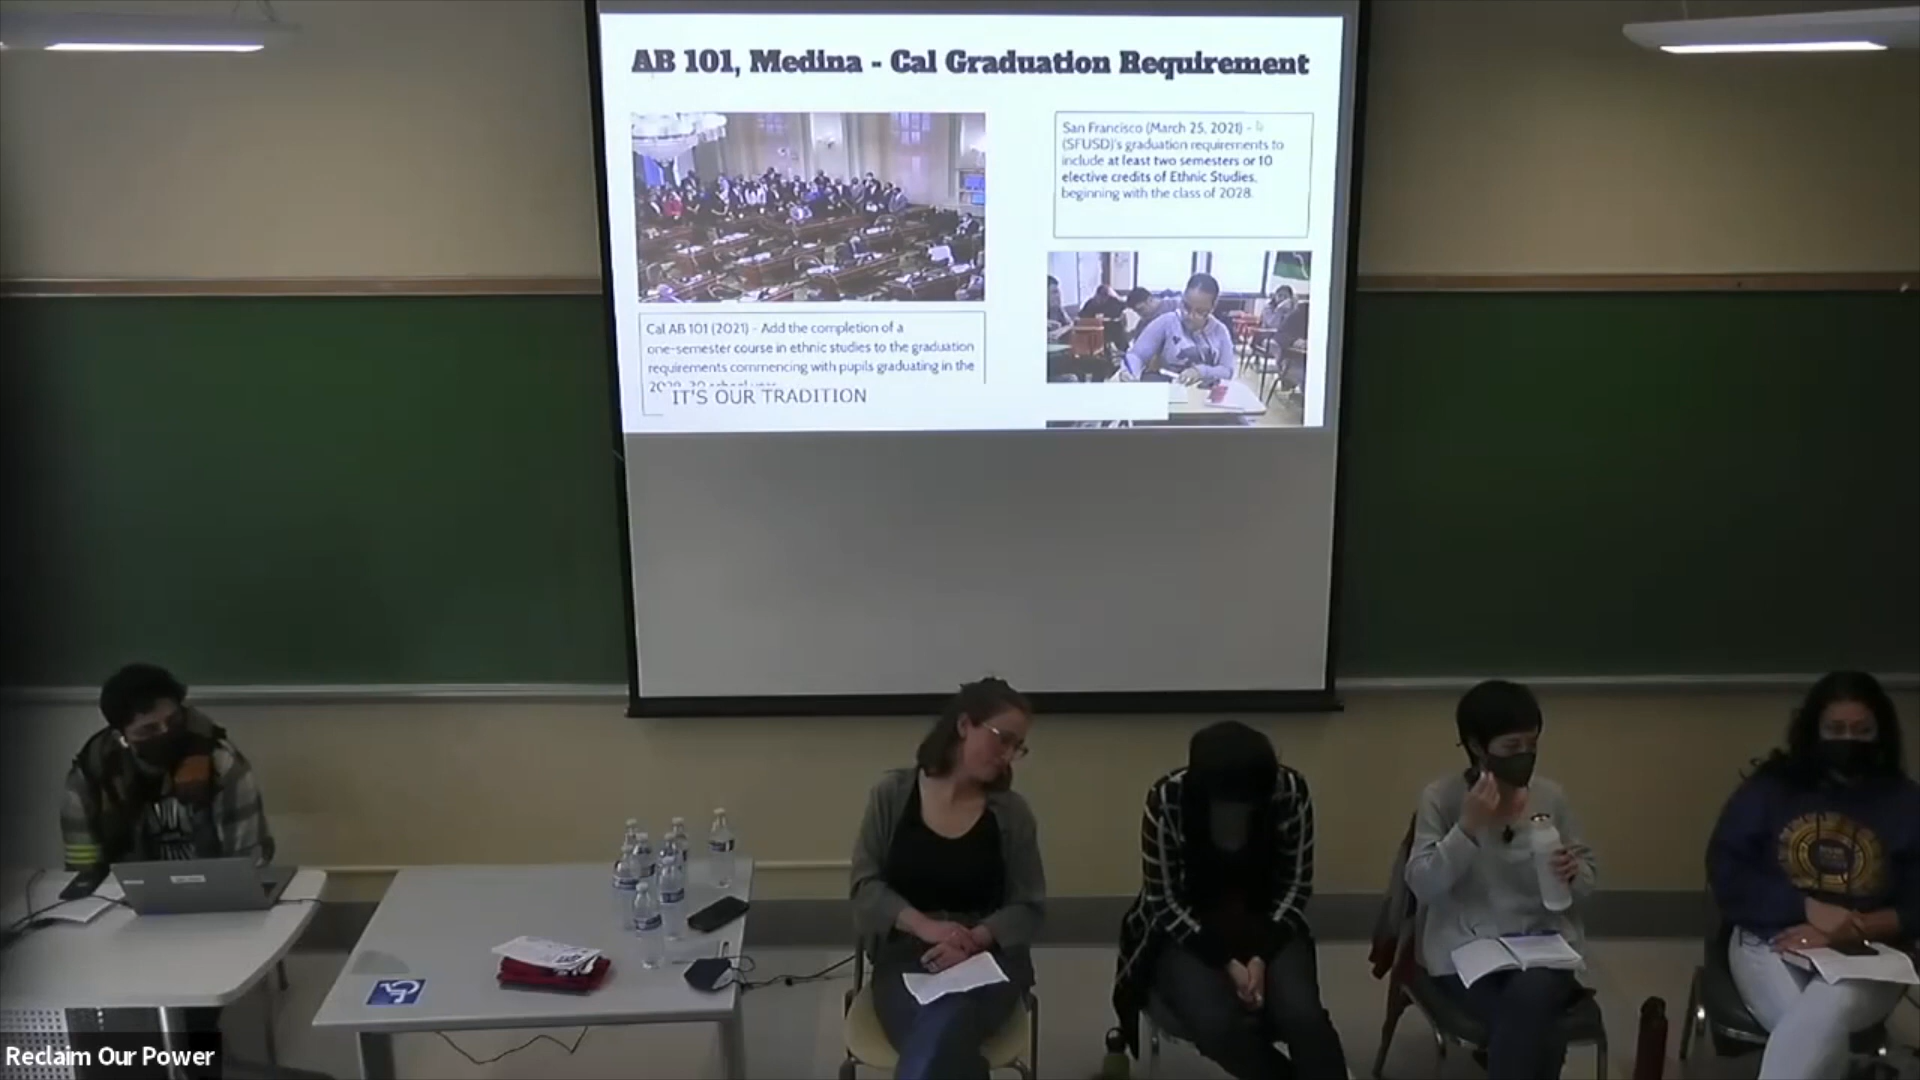 AB 101, Medina - Cal Graduation Requirement
San Francisco (March 25, 2021) -
(SFUSD)'s graduation requirements to
include at least two semesters or 10
elective credits of Ethnic Studies,
beginning with the class of 2028.
Cal AB 101 (2021) - Add the completion of a
one-semester course in ethnic studies to the graduation
requirements commencing with pupils graduating in the
IT'S OUR TRADITION
Reclaim Our Power